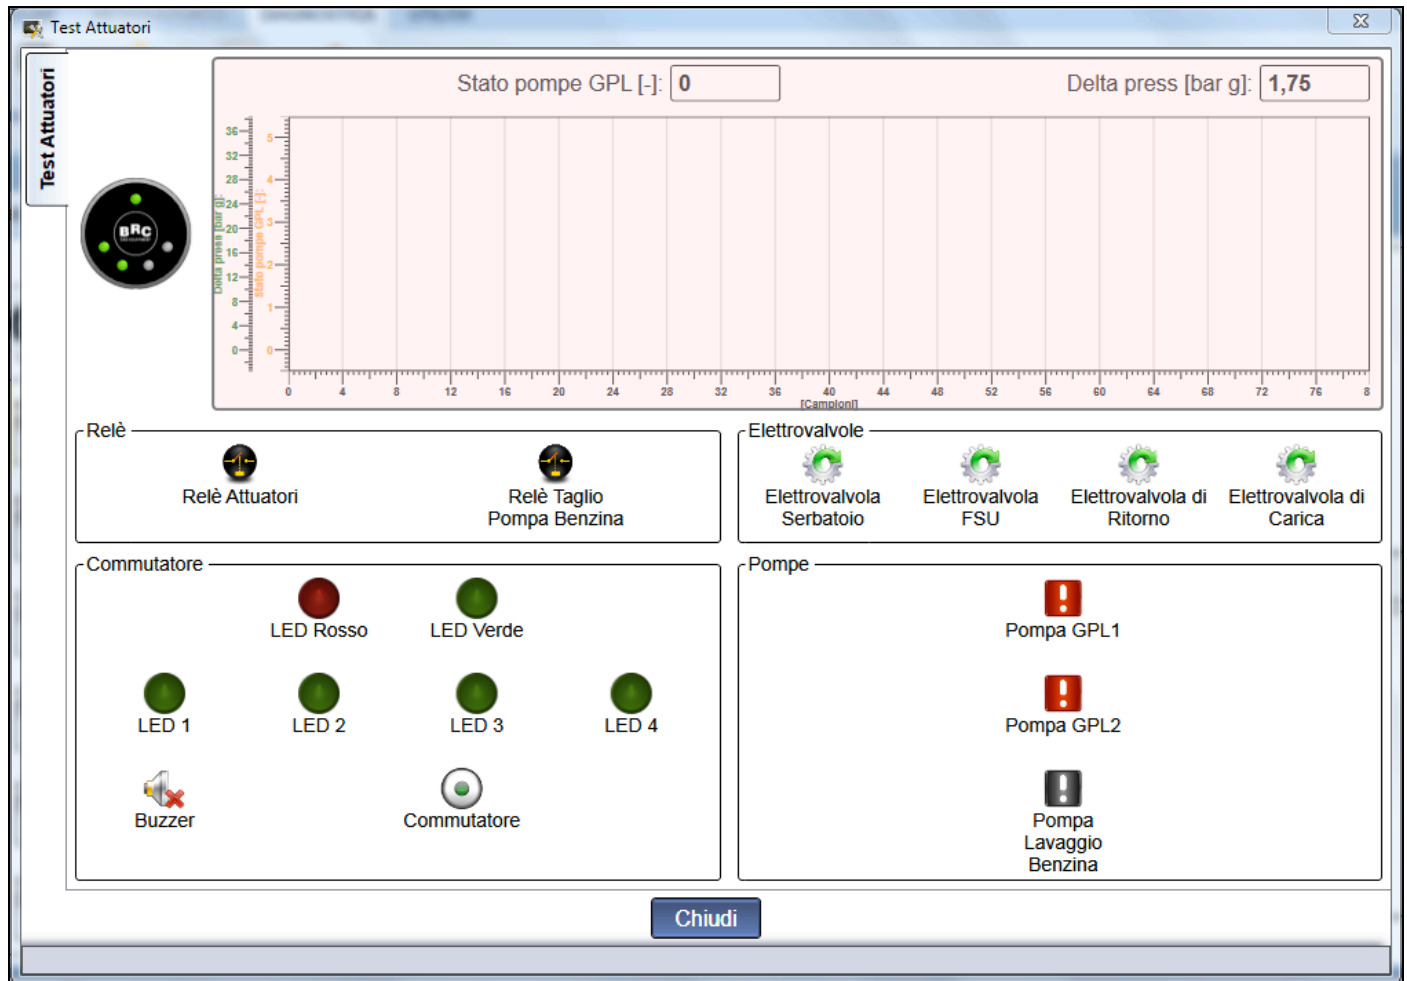 Test Attuatori
Test Attuatori
Stato pompe GPL [-]: 0
Delta press [bar g]: 1,75
Delta press [bar g]:
36
32
28
24
20
16
12
8
4
0
Stato pompe GPL [-]:
5
4
3
2
1
0
BRC
0 4 8 12 16 20 24 28 32 36 40 44 48 52 56 60 64 68 72 76 8
[Campioni]
Relè
Relè Attuatori
Relè Taglio
Pompa Benzina
Elettrovalvole
Elettrovalvola
Serbatoio
Elettrovalvola
FSU
Elettrovalvola di
Ritorno
Elettrovalvola di
Carica
Commutatore
LED Rosso
LED Verde
LED 1
LED 2
LED 3
LED 4
Buzzer
Commutatore
Pompe
Pompa GPL1
Pompa GPL2
Pompa
Lavaggio
Benzina
Chiudi